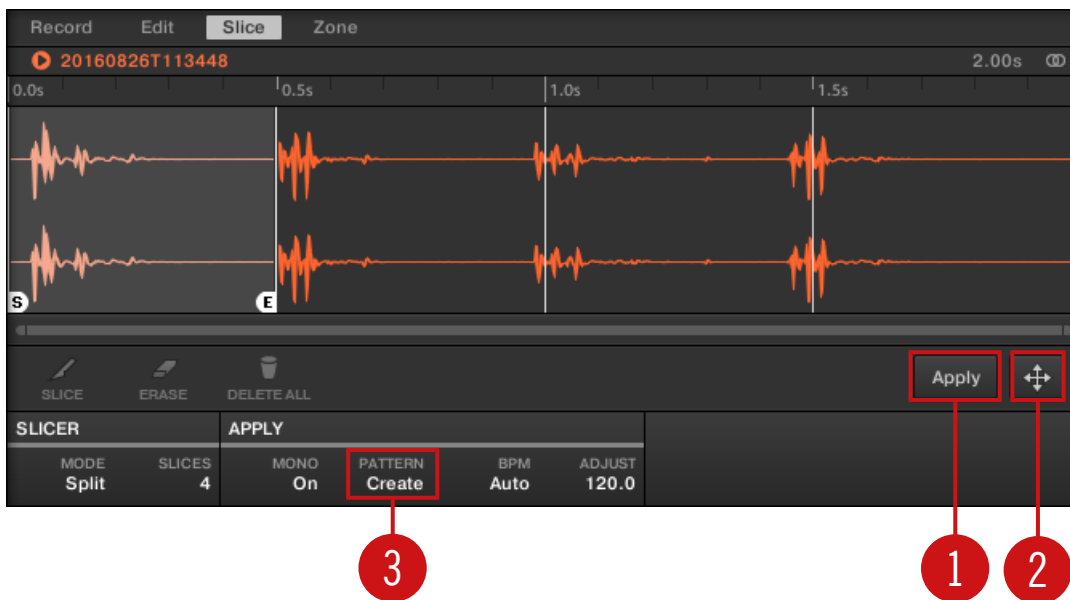 Record Edit Slice Zone
20160826T113448 2.00s
0.0s 0.5s 1.0s 1.5s
S E
Apply
SLICE ERASE DELETE ALL
SLICER APPLY
MODE SLICES MONO PATTERN BPM ADJUST
Split 4 On Create Auto 120.0
3 1 2